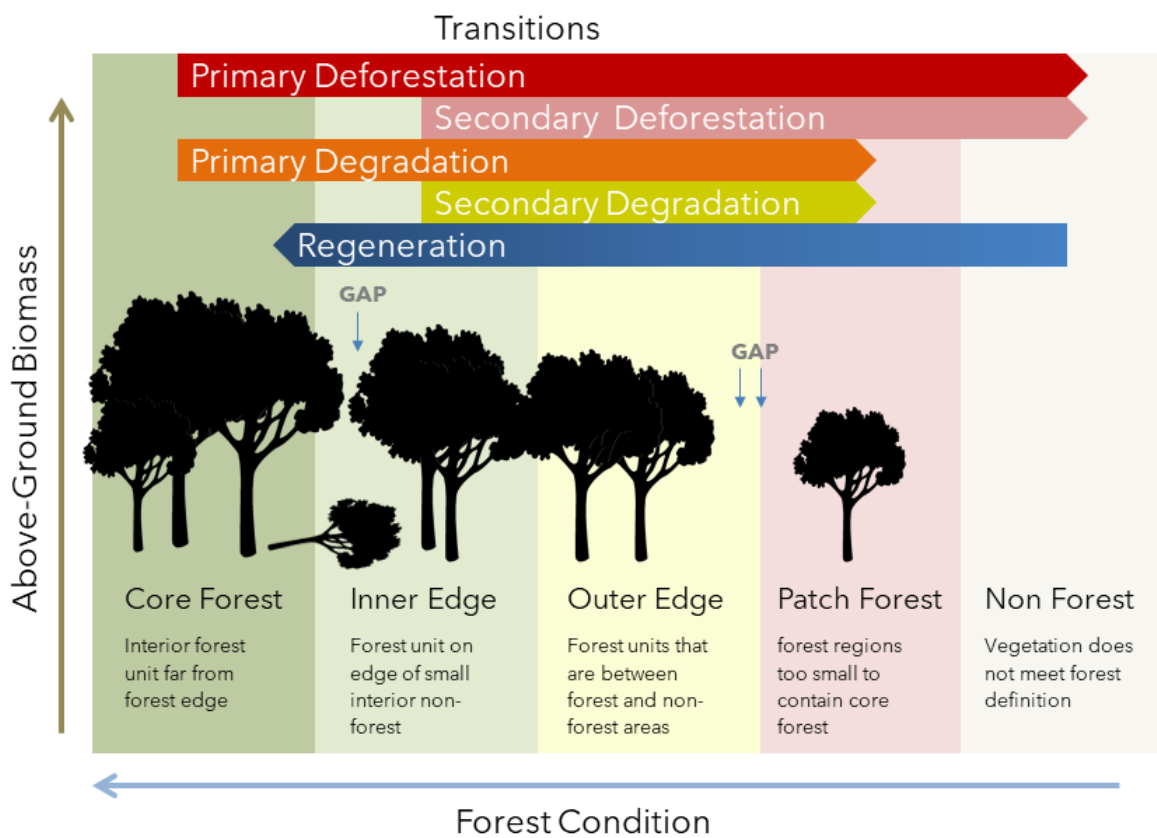 Transitions
Primary Deforestation
Secondary Deforestation
Primary Degradation
Secondary Degradation
Regeneration
GAP
GAP
Above-Ground Biomass
Core Forest
Interior forest
unit far from
forest edge
Inner Edge
Forest unit on
edge of small
interior non-
forest
Outer Edge
Forest units that
are between
forest and non-
forest areas
Patch Forest
forest regions
too small to
contain core
forest
Non Forest
Vegetation does
not meet forest
definition
Forest Condition